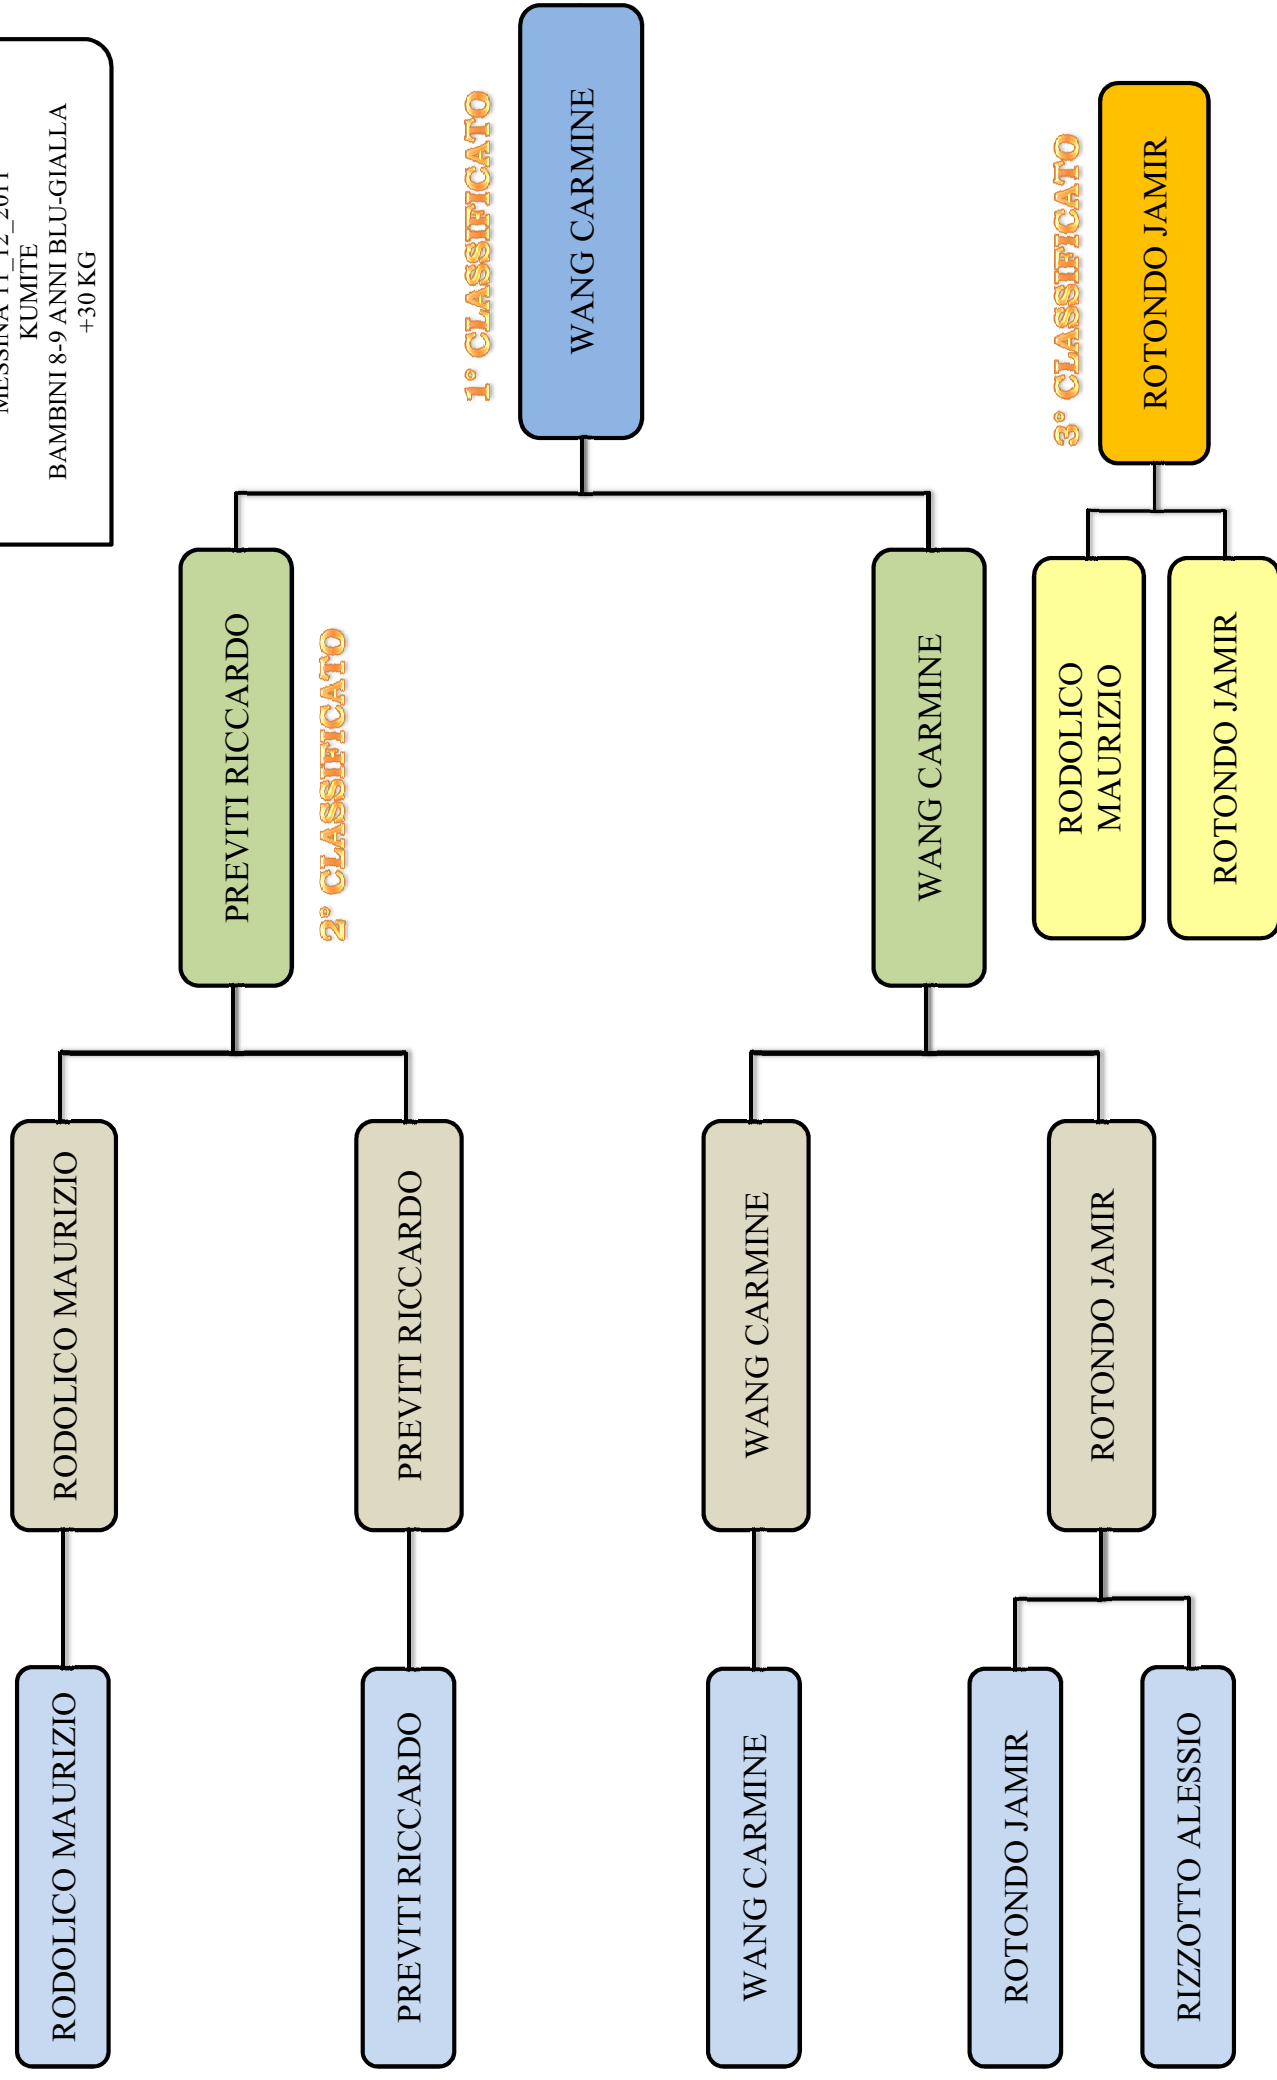 MESSINA 11_12_2011
KUMITE
BAMBINI 8-9 ANNI BLU-GIALLA
+30 KG
RODOLICO MAURIZIO
PREVITI RICCARDO
WANG CARMINE
ROTONDO JAMIR
RIZZOTTO ALESSIO
RODOLICO MAURIZIO
PREVITI RICCARDO
WANG CARMINE
ROTONDO JAMIR
PREVITI RICCARDO
2° CLASSIFICATO
WANG CARMINE
1° CLASSIFICATO
WANG CARMINE
RODOLICO
MAURIZIO
ROTONDO JAMIR
3° CLASSIFICATO
ROTONDO JAMIR